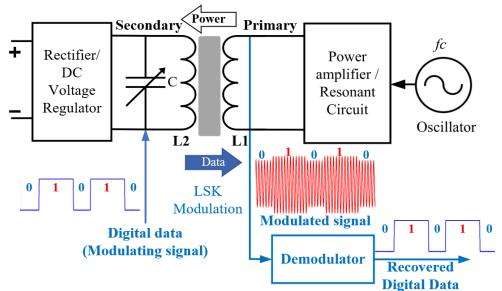 Secondary
Power
Primary
+
−
Rectifier/
DC
Voltage
Regulator
C
L2
L1
Power
amplifier /
Resonant
Circuit
fc
Oscillator
Data
LSK
Modulation
0 1 0 1 0
0 1 0 1 0
Modulated signal
Digital data
(Modulating signal)
Demodulator
0 1 0 1 0
Recovered
Digital Data